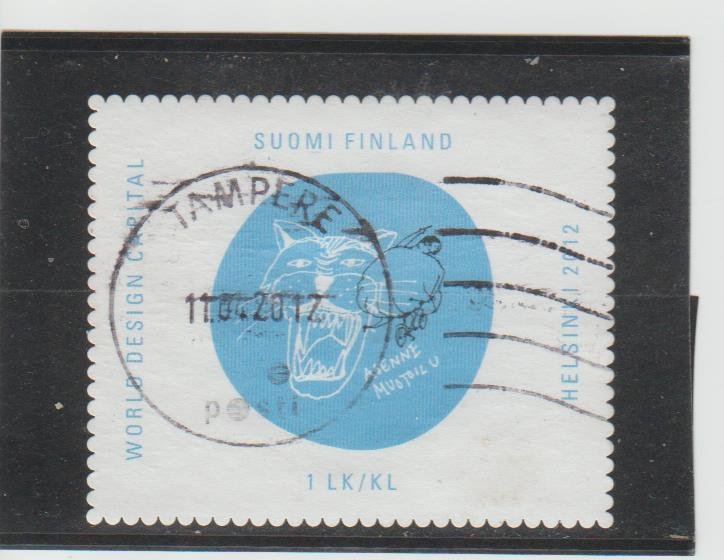 SUOMI FINLAND
WORLD DESIGN CAPITAL
HELSINKI 2012
TAMPERE
11.04.2012
posti
ASENNE
MUOTOILU
1 LK/KL